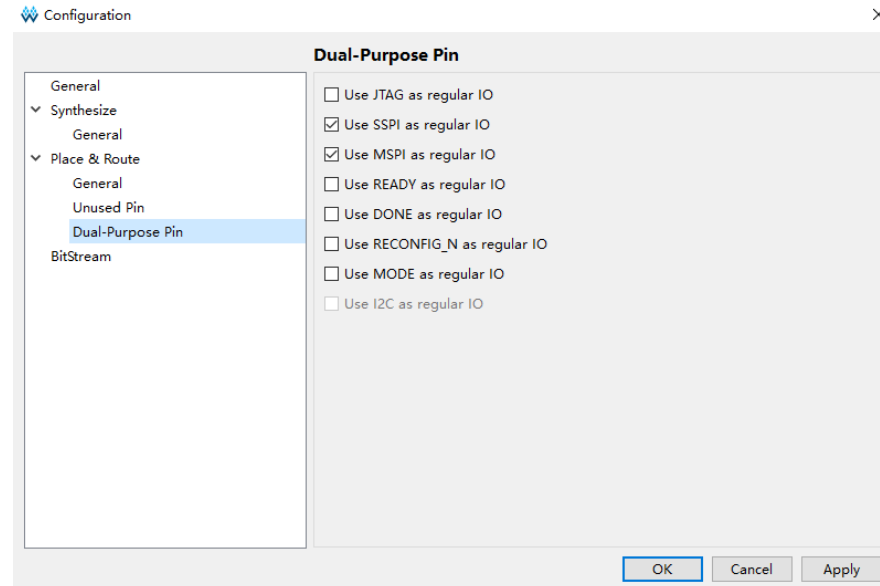 Configuration
Dual-Purpose Pin
General
Synthesize
General
Place & Route
General
Unused Pin
Dual-Purpose Pin
BitStream
Use JTAG as regular IO
Use SSPI as regular IO
Use MSPI as regular IO
Use READY as regular IO
Use DONE as regular IO
Use RECONFIG_N as regular IO
Use MODE as regular IO
Use I2C as regular IO
OK Cancel Apply